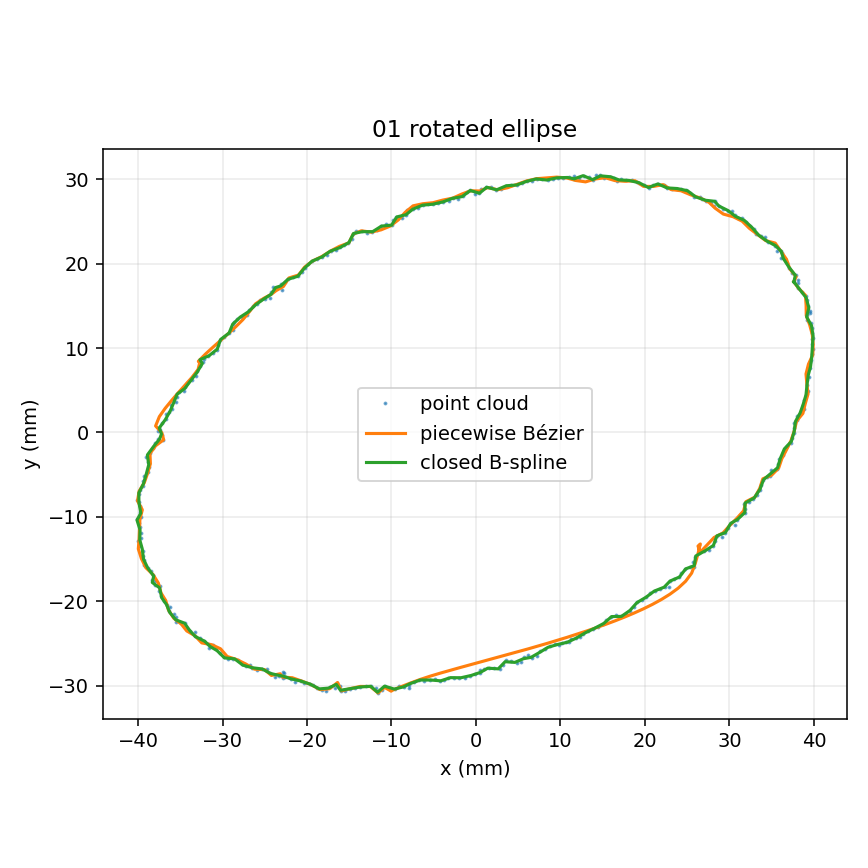 01 rotated ellipse
30
20
10
0
−10
−20
−30
y (mm)
point cloud
piecewise Bézier
closed B-spline
−40 −30 −20 −10 0 10 20 30 40
x (mm)